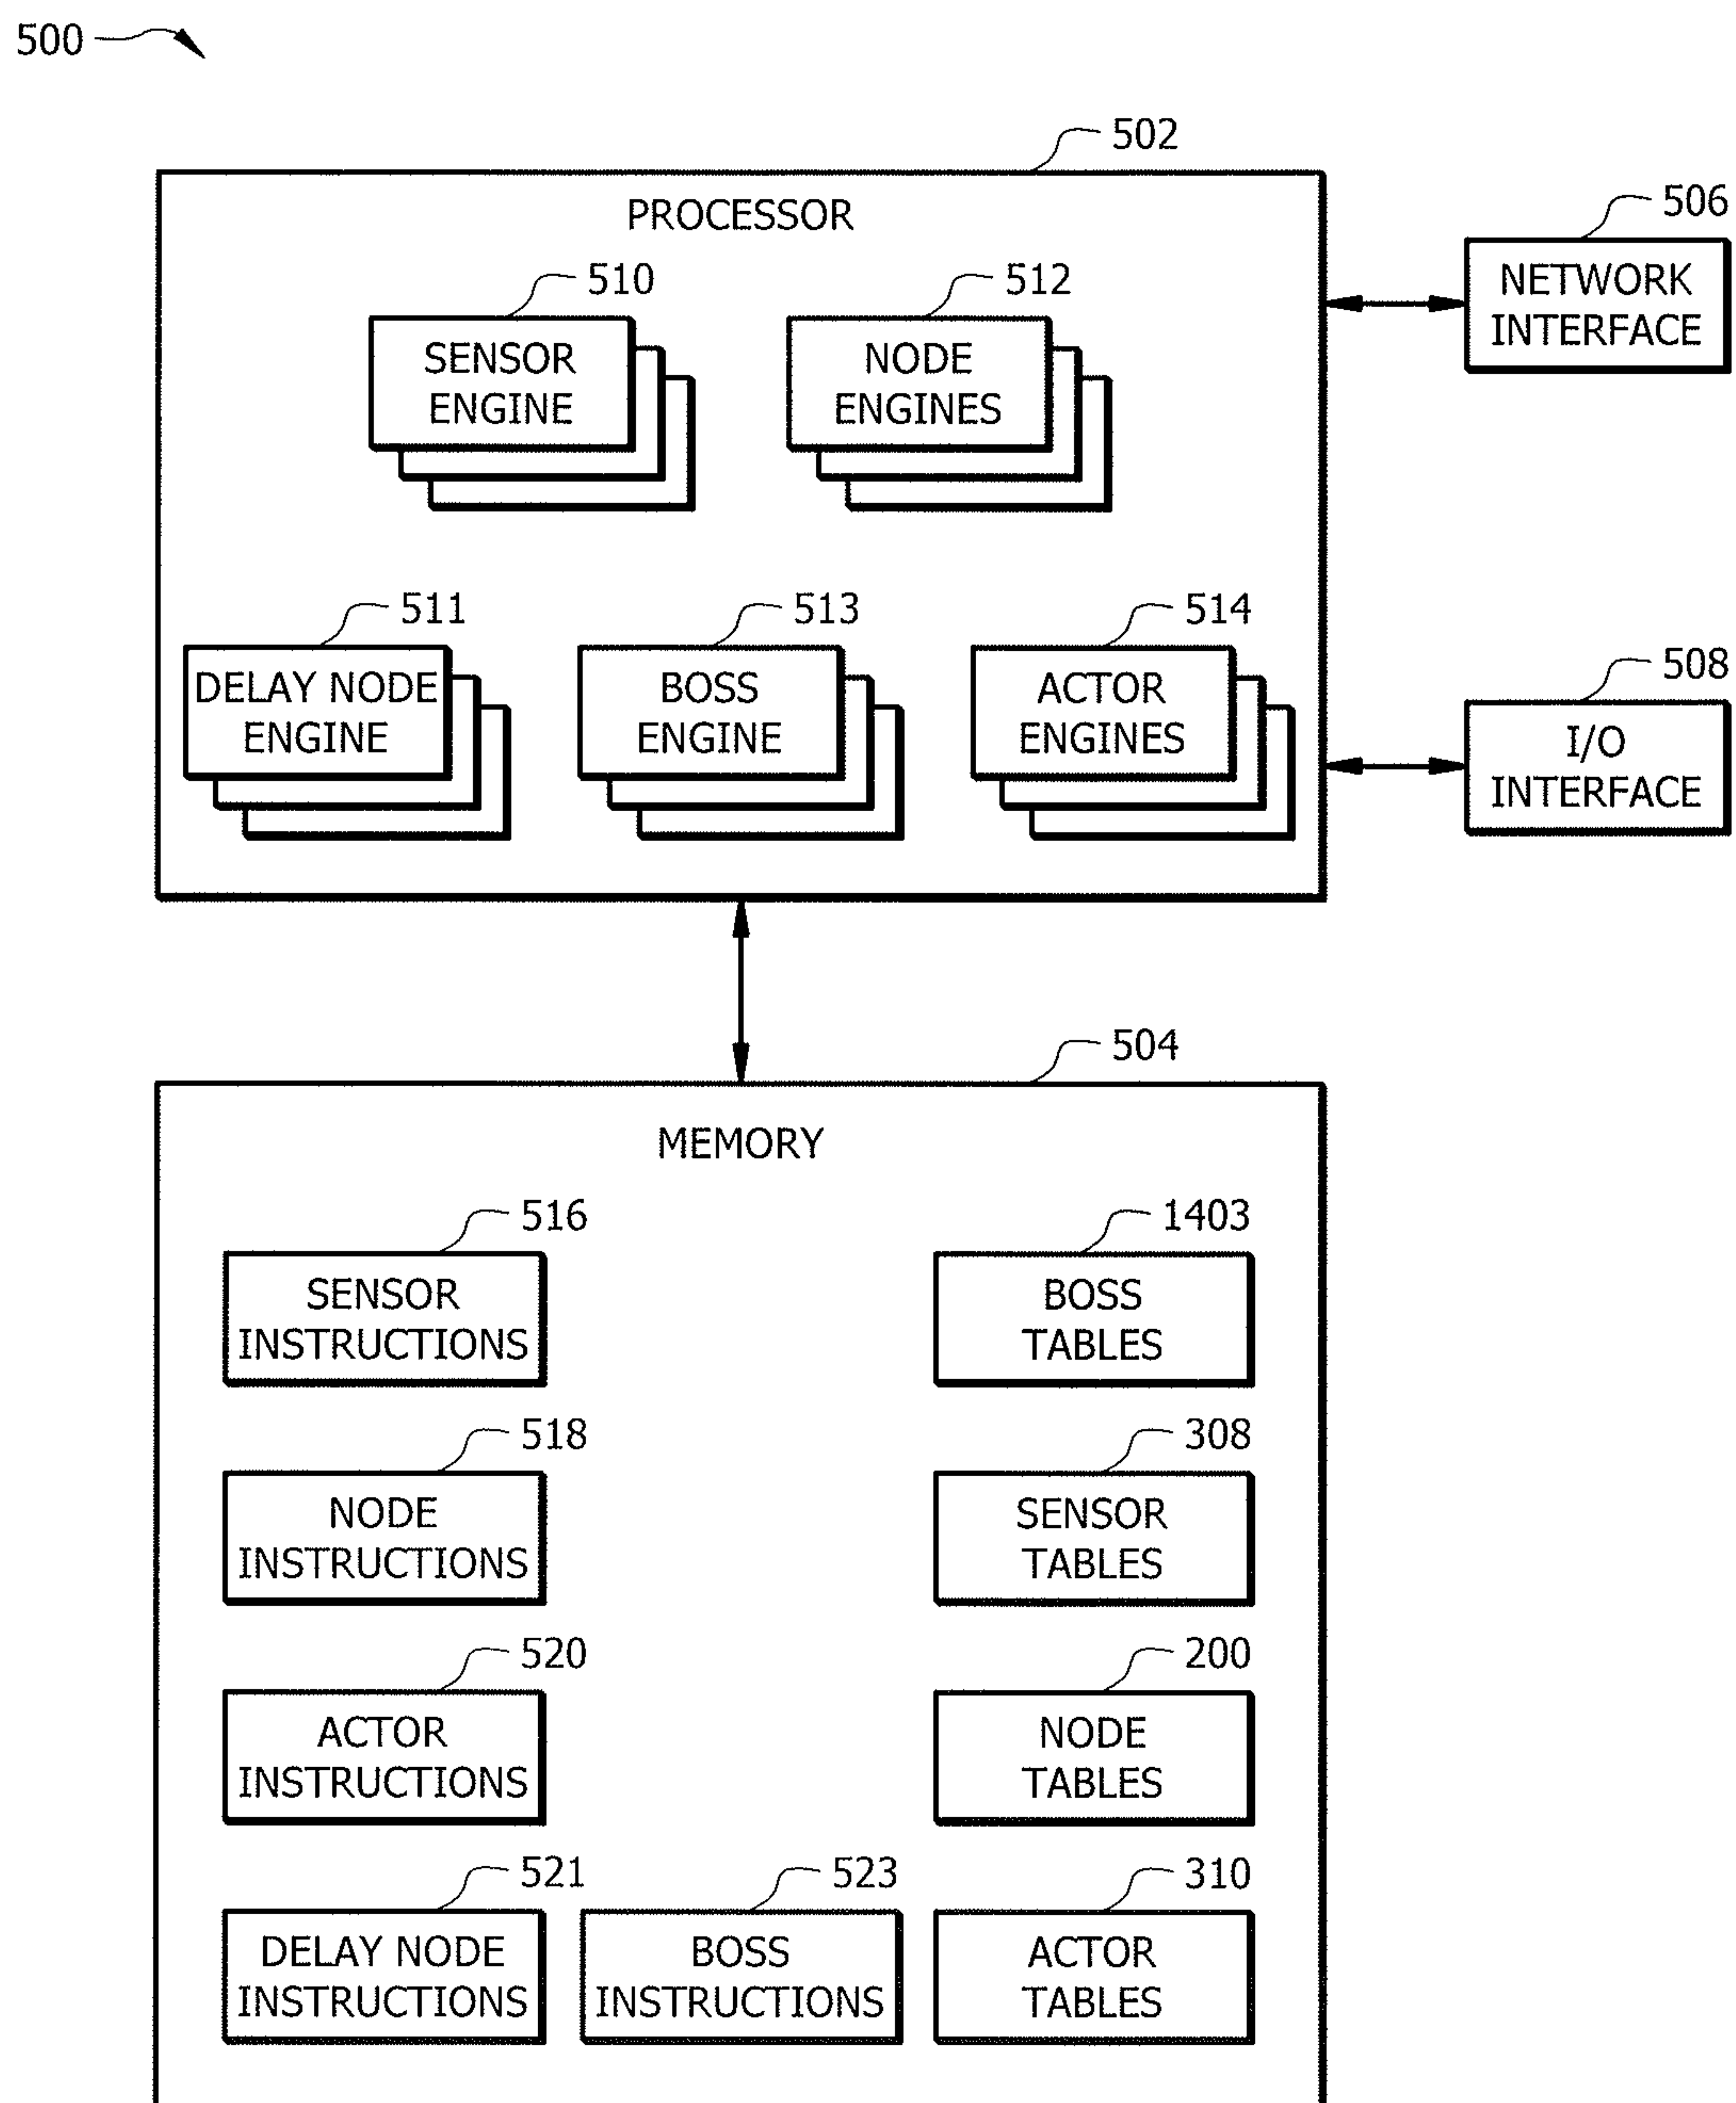 500
502
PROCESSOR
506
NETWORK
INTERFACE
510
SENSOR
ENGINE
512
NODE
ENGINES
511
DELAY NODE
ENGINE
513
BOSS
ENGINE
514
ACTOR
ENGINES
508
I/O
INTERFACE
504
MEMORY
516
SENSOR
INSTRUCTIONS
1403
BOSS
TABLES
518
NODE
INSTRUCTIONS
308
SENSOR
TABLES
520
ACTOR
INSTRUCTIONS
200
NODE
TABLES
521
DELAY NODE
INSTRUCTIONS
523
BOSS
INSTRUCTIONS
310
ACTOR
TABLES